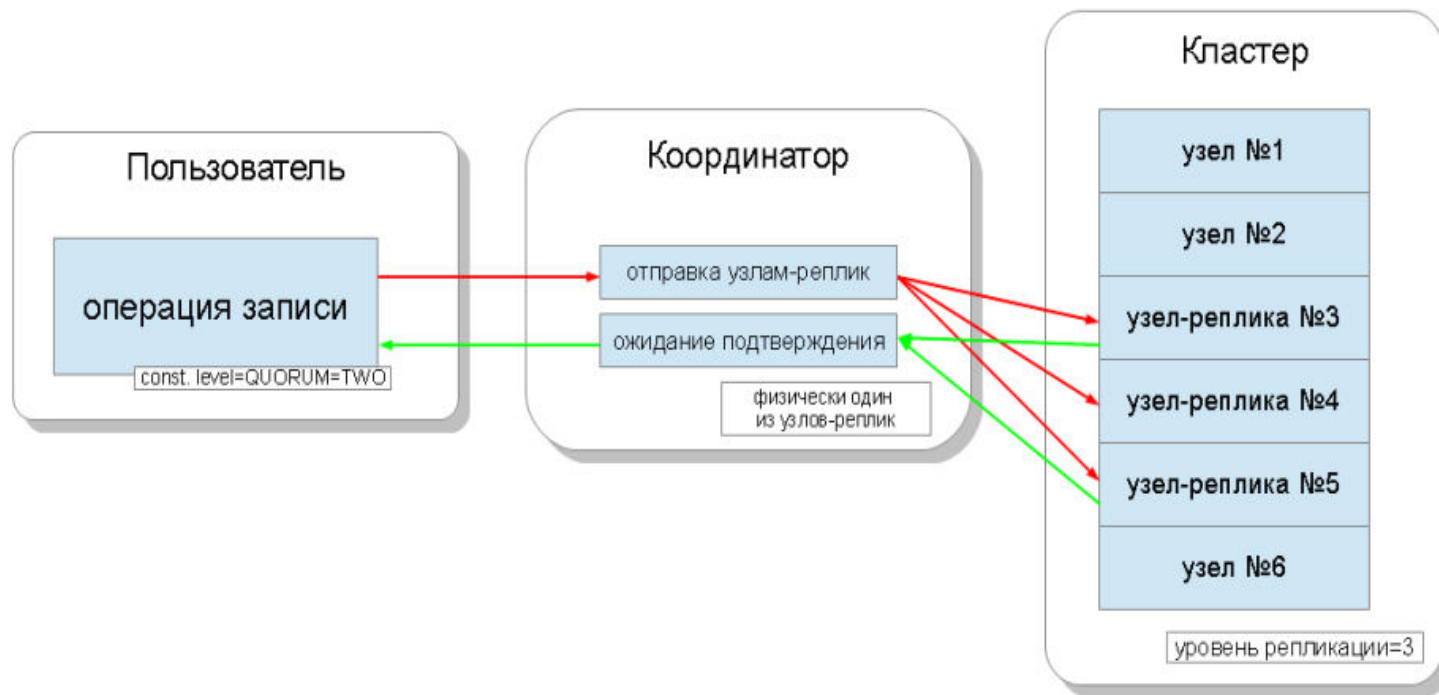 Пользователь
операция записи
const. level=QUORUM=TWO
Координатор
отправка узлам-реплик
ожидание подтверждения
физически один
из узлов-реплик
Кластер
узел №1
узел №2
узел-реплика №3
узел-реплика №4
узел-реплика №5
узел №6
уровень репликации=3